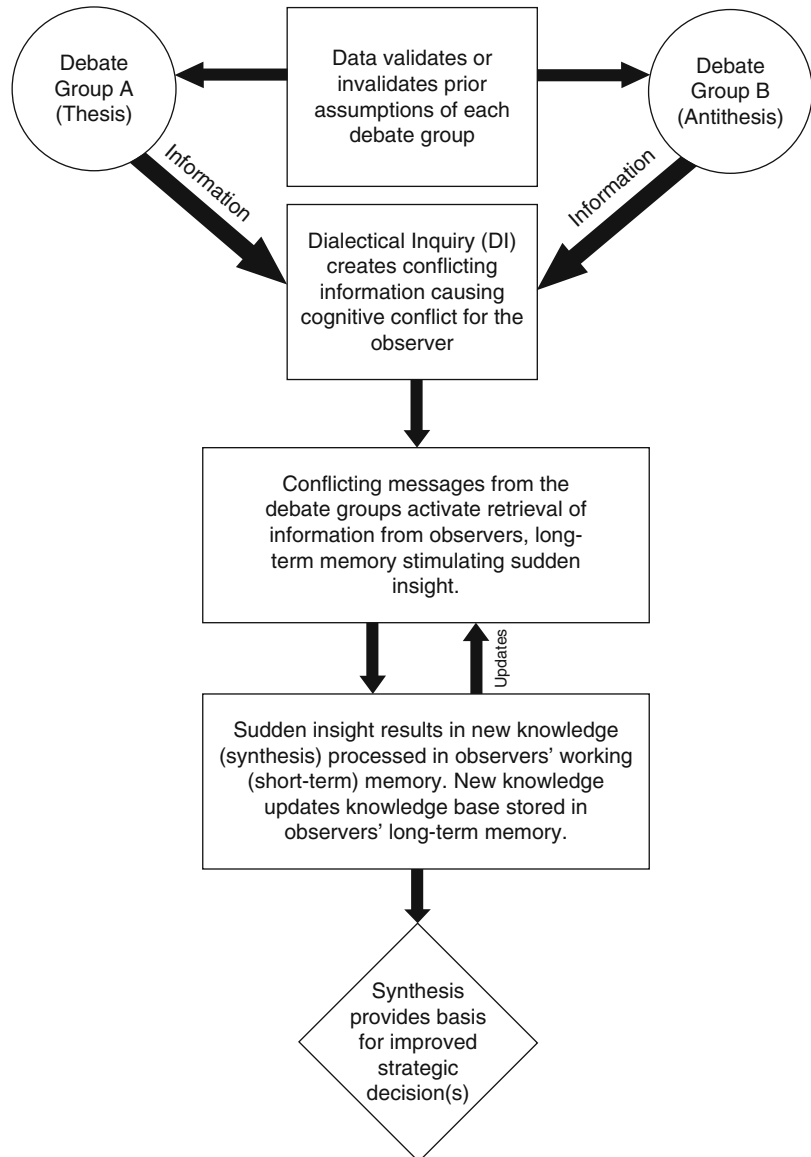 Debate
Group A
(Thesis)
Data validates or
invalidates prior
assumptions of each
debate group
Debate
Group B
(Antithesis)
Information
Information
Dialectical Inquiry (DI)
creates conflicting
information causing
cognitive conflict for the
observer
Conflicting messages from the
debate groups activate retrieval of
information from observers, long-
term memory stimulating sudden
insight.
Updates
Sudden insight results in new knowledge
(synthesis) processed in observers’ working
(short-term) memory. New knowledge
updates knowledge base stored in
observers’ long-term memory.
Synthesis
provides basis
for improved
strategic
decision(s)